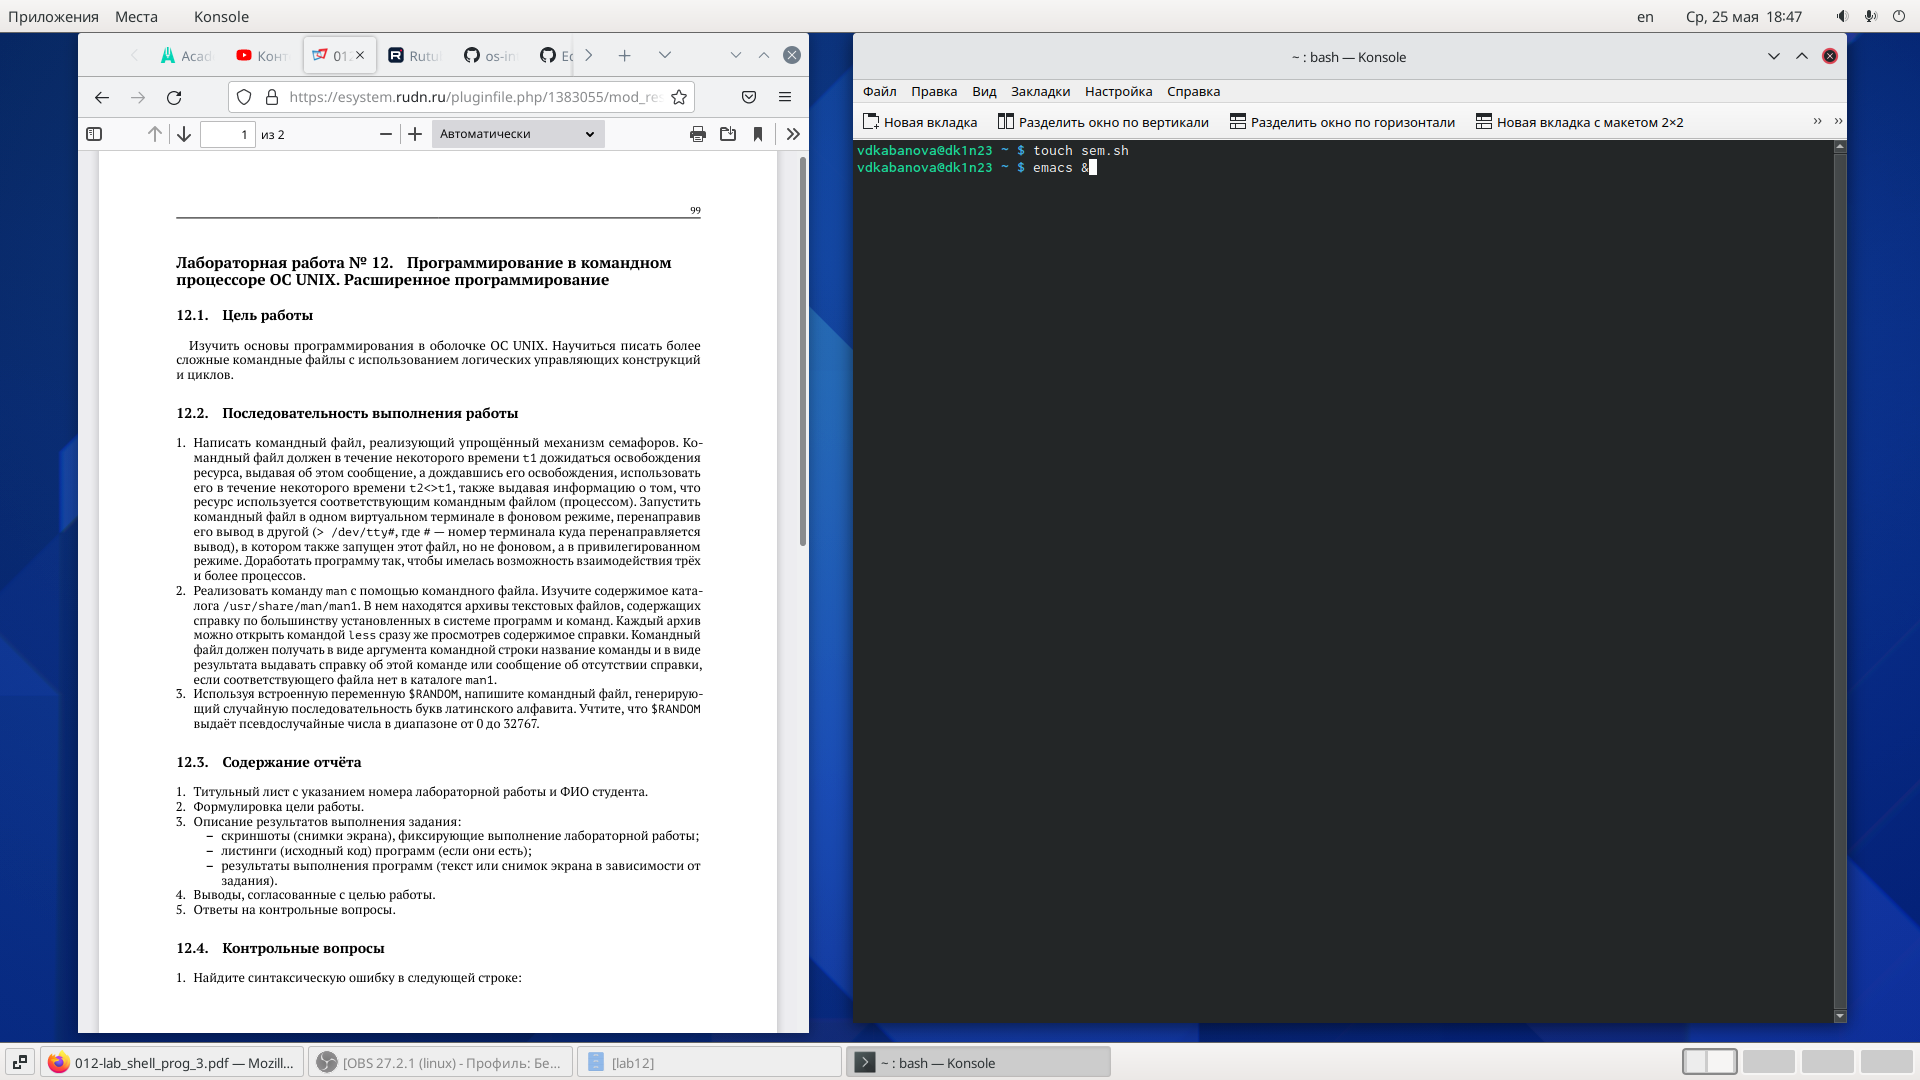 Приложения Места Konsole en Ср, 25 мая 18:47
Acad Конт 012 Rutu os-in Ec
https://esystem.rudn.ru/pluginfile.php/1383055/mod_res
1 из 2 Автоматически
99
Лабораторная работа № 12. Программирование в командном
процессоре ОС UNIX. Расширенное программирование
12.1. Цель работы
Изучить основы программирования в оболочке ОС UNIX. Научиться писать более
сложные командные файлы с использованием логических управляющих конструкций
и циклов.
12.2. Последовательность выполнения работы
1. Написать командный файл, реализующий упрощённый механизм семафоров. Ко-
мандный файл должен в течение некоторого времени t1 дожидаться освобождения
ресурса, выдавая об этом сообщение, а дождавшись его освобождения, использовать
его в течение некоторого времени t2<>t1, также выдавая информацию о том, что
ресурс используется соответствующим командным файлом (процессом). Запустить
командный файл в одном виртуальном терминале в фоновом режиме, перенаправив
его вывод в другой (> /dev/tty#, где # — номер терминала куда перенаправляется
вывод), в котором также запущен этот файл, но не фоновом, а в привилегированном
режиме. Доработать программу так, чтобы имелась возможность взаимодействия трёх
и более процессов.
2. Реализовать команду man с помощью командного файла. Изучите содержимое ката-
лога /usr/share/man/man1. В нем находятся архивы текстовых файлов, содержащих
справку по большинству установленных в системе программ и команд. Каждый архив
можно открыть командой less сразу же просмотрев содержимое справки. Командный
файл должен получать в виде аргумента командной строки название команды и в виде
результата выдавать справку об этой команде или сообщение об отсутствии справки,
если соответствующего файла нет в каталоге man1.
3. Используя встроенную переменную $RANDOM, напишите командный файл, генерирую-
щий случайную последовательность букв латинского алфавита. Учтите, что $RANDOM
выдаёт псевдослучайные числа в диапазоне от 0 до 32767.
12.3. Содержание отчёта
1. Титульный лист с указанием номера лабораторной работы и ФИО студента.
2. Формулировка цели работы.
3. Описание результатов выполнения задания:
– скриншоты (снимки экрана), фиксирующие выполнение лабораторной работы;
– листинги (исходный код) программ (если они есть);
– результаты выполнения программ (текст или снимок экрана в зависимости от
задания).
4. Выводы, согласованные с целью работы.
5. Ответы на контрольные вопросы.
12.4. Контрольные вопросы
1. Найдите синтаксическую ошибку в следующей строке:
~ : bash — Konsole
Файл Правка Вид Закладки Настройка Справка
Новая вкладка Разделить окно по вертикали Разделить окно по горизонтали Новая вкладка с макетом 2×2
vdkabanova@dk1n23 ~ $ touch sem.sh
vdkabanova@dk1n23 ~ $ emacs &
012-lab_shell_prog_3.pdf — Mozill... [OBS 27.2.1 (linux) - Профиль: Бе... [lab12] ~ : bash — Konsole